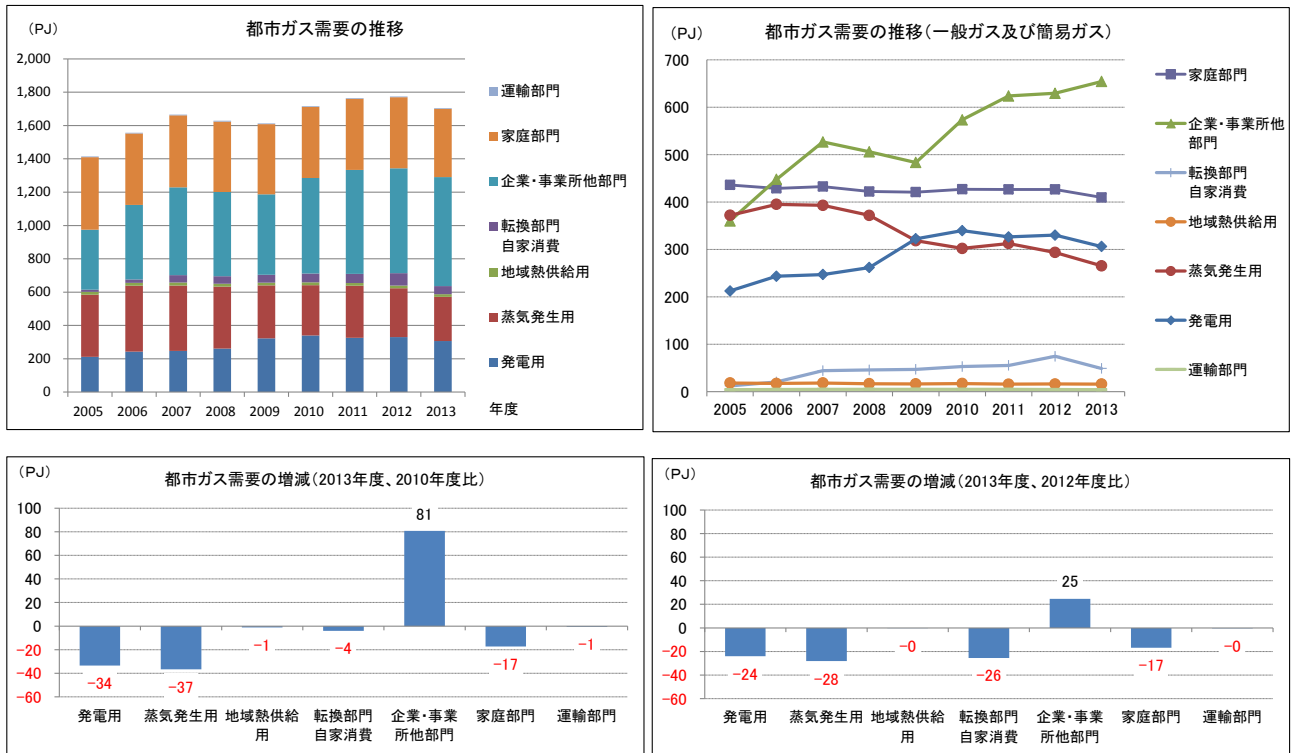 都市ガス需要の推移
(PJ)
2,000
1,800
1,600
1,400
1,200
1,000
800
600
400
200
0
2005 2006 2007 2008 2009 2010 2011 2012 2013
年度
運輸部門
家庭部門
企業・事業所他部門
転換部門
自家消費
地域熱供給用
蒸気発生用
発電用
都市ガス需要の推移(一般ガス及び簡易ガス)
(PJ)
700
600
500
400
300
200
100
0
2005 2006 2007 2008 2009 2010 2011 2012 2013
家庭部門
企業・事業所他
部門
転換部門
自家消費
地域熱供給用
蒸気発生用
発電用
運輸部門
(PJ)
都市ガス需要の増減(2013年度、2010年度比)
100
80
60
40
20
0
-20
-40
-60
-34
-37
-1
-4
81
-17
-1
発電用 蒸気発生用 地域熱供給 転換部門 企業・事業 家庭部門 運輸部門
用 自家消費 所他部門
(PJ)
都市ガス需要の増減(2013年度、2012年度比)
100
80
60
40
20
0
-20
-40
-60
-24
-28
-0
-26
25
-17
-0
発電用 蒸気発生用 地域熱供給 転換部門 企業・事業 家庭部門 運輸部門
用 自家消費 所他部門